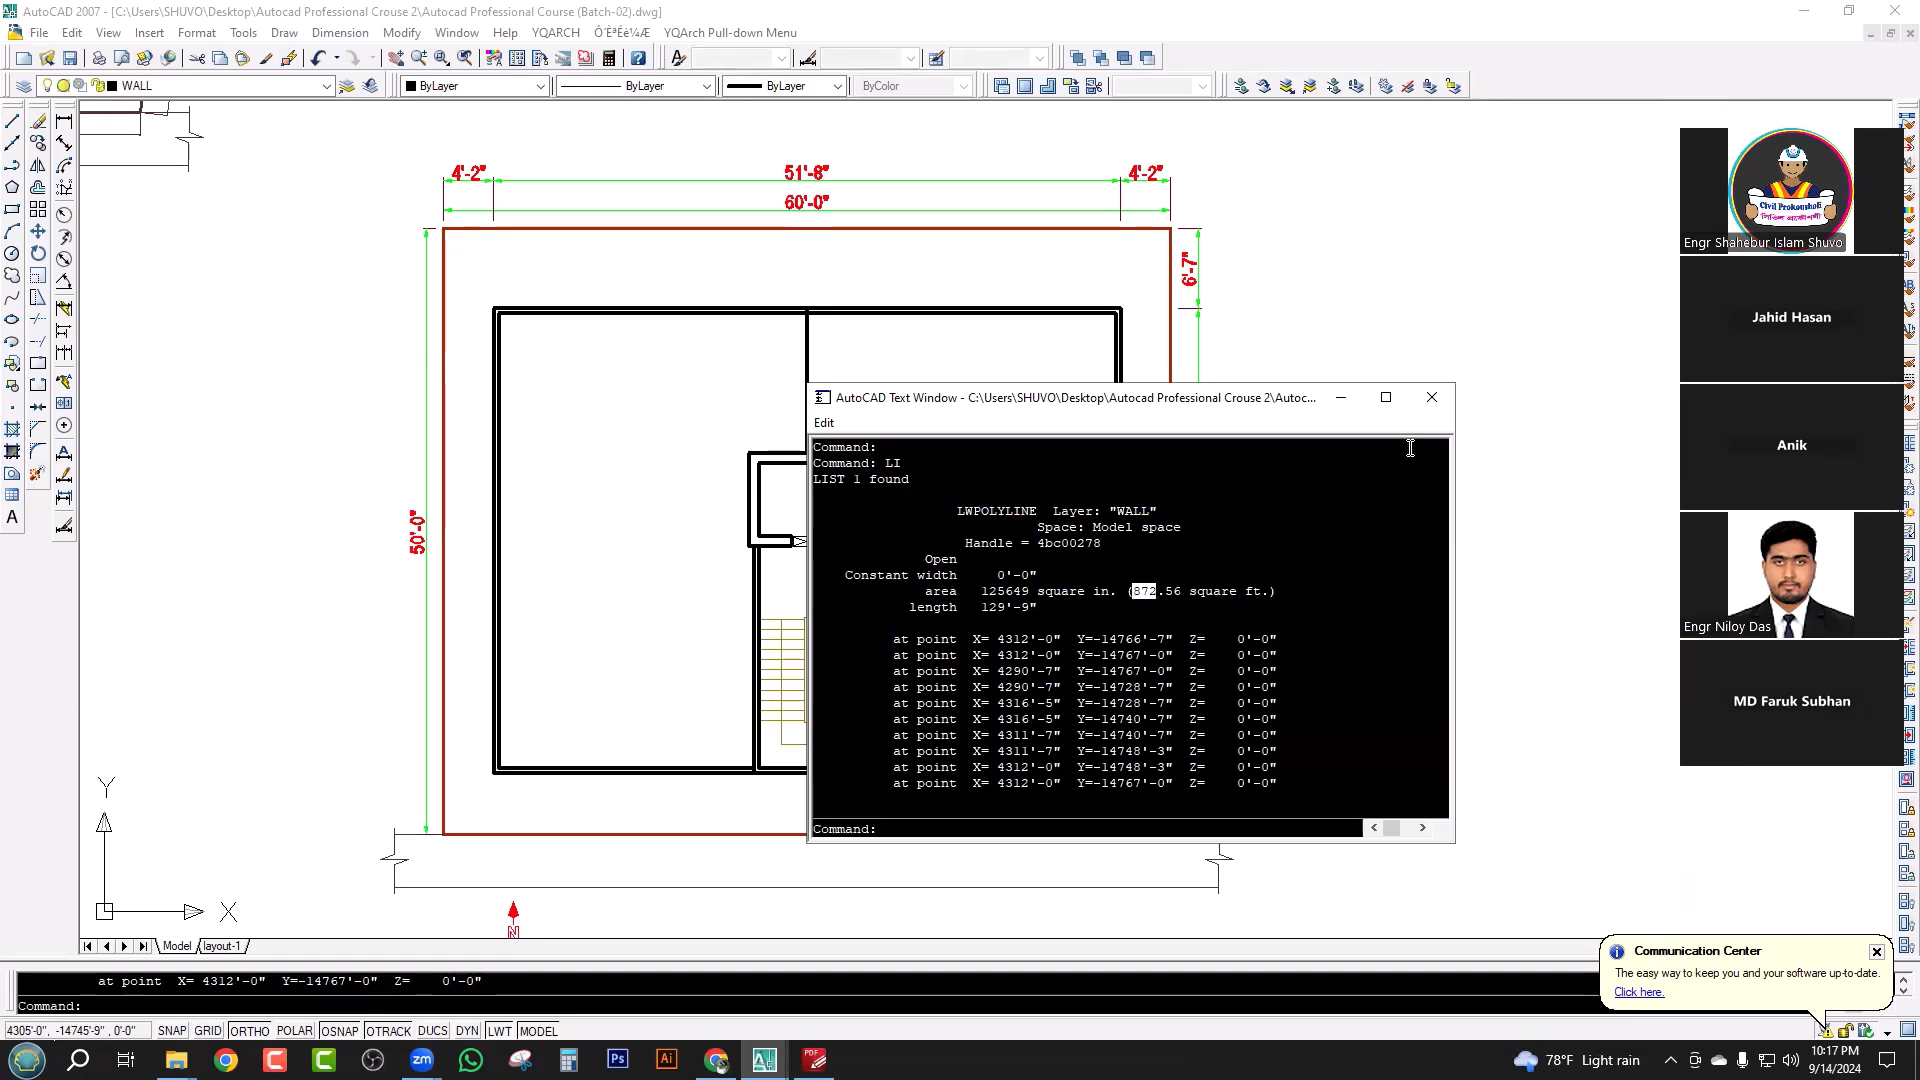 AutoCAD 2007 - [C:\Users\SHUVO\Desktop\Autocad Professional Crouse 2\Autocad Professional Course (Batch-02).dwg]
File Edit View Insert Format Tools Draw Dimension Modify Window Help YQARCH Ô´È³Éè¼Æ YQArch Pull-down Menu
WALL
ByLayer
ByLayer
ByLayer
ByColor
4'-2"
51'-8"
4'-2"
60'-0"
6'-7"
50'-0"
AutoCAD Text Window - C:\Users\SHUVO\Desktop\Autocad Professional Crouse 2\Autoc...
Edit
Command:
Command: LI
LIST 1 found
LWPOLYLINE Layer: "WALL"
Space: Model space
Handle = 4bc00278
Open
Constant width 0'-0"
area 125649 square in. (872.56 square ft.)
length 129'-9"
at point X= 4312'-0" Y=-14766'-7" Z= 0'-0"
at point X= 4312'-0" Y=-14767'-0" Z= 0'-0"
at point X= 4290'-7" Y=-14767'-0" Z= 0'-0"
at point X= 4290'-7" Y=-14728'-7" Z= 0'-0"
at point X= 4316'-5" Y=-14728'-7" Z= 0'-0"
at point X= 4316'-5" Y=-14740'-7" Z= 0'-0"
at point X= 4311'-7" Y=-14740'-7" Z= 0'-0"
at point X= 4311'-7" Y=-14748'-3" Z= 0'-0"
at point X= 4312'-0" Y=-14748'-3" Z= 0'-0"
at point X= 4312'-0" Y=-14767'-0" Z= 0'-0"
Command:
Civil Prokousholi
সিভিল প্রকৌশলী
Engr Shahebur Islam Shuvo
Jahid Hasan
Anik
Engr Niloy Das
MD Faruk Subhan
Y
X
N
Model layout-1
Communication Center
The easy way to keep you and your software up-to-date.
Click here.
at point X= 4312'-0" Y=-14767'-0" Z= 0'-0"
Command:
4305'-0", -14745'-9" , 0'-0" SNAP GRID ORTHO POLAR OSNAP OTRACK DUCS DYN LWT MODEL
zm
Ps
Ai
PDF
78°F Light rain
10:17 PM
9/14/2024